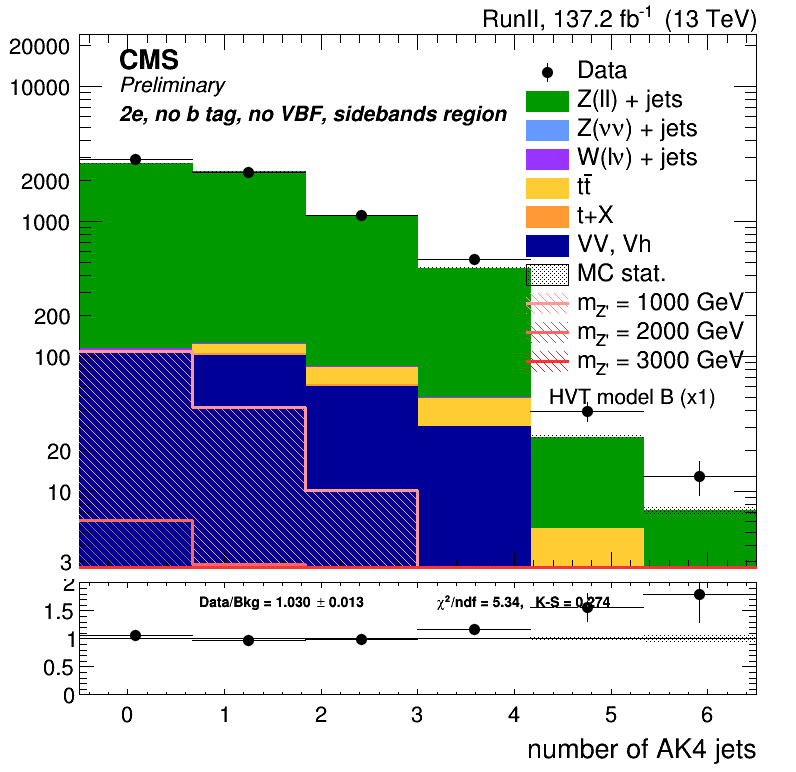 RunII, 137.2 fb⁻¹ (13 TeV)
CMS
Preliminary
2e, no b tag, no VBF, sidebands region
Data
Z(ll) + jets
Z(νν) + jets
W(lν) + jets
tt̄
t+X
VV, Vh
MC stat.
m_Z' = 1000 GeV
m_Z' = 2000 GeV
m_Z' = 3000 GeV
HVT model B (x1)
20000
10000
2000
1000
200
100
20
10
3
2
1.5
1
0.5
0
Data/Bkg = 1.030 ± 0.013
χ²/ndf = 5.34, K-S = 0.274
0 1 2 3 4 5 6
number of AK4 jets